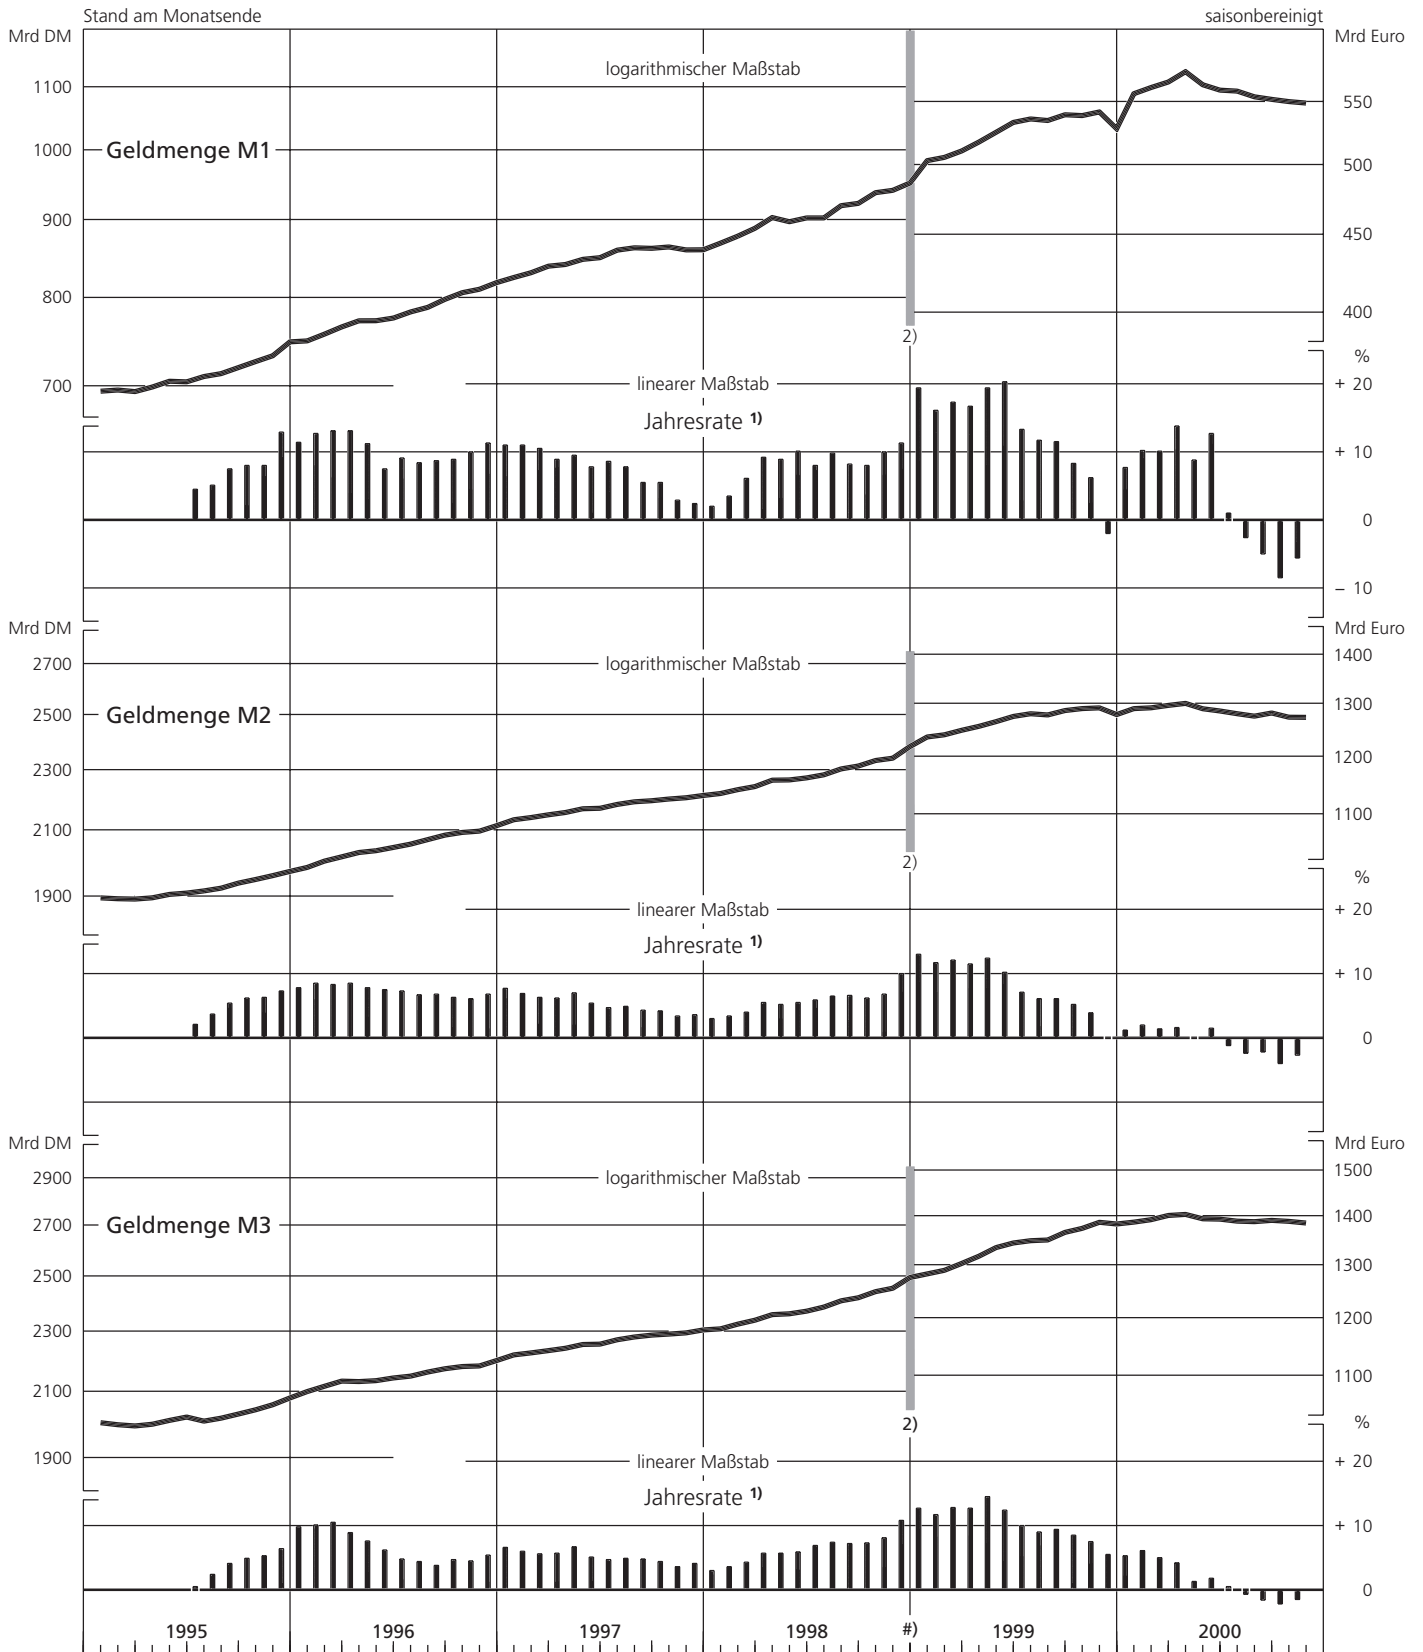 Stand am Monatsende saisonbereinigt
Mrd DM Mrd Euro
logarithmischer Maßstab
1100 550
Geldmenge M1
1000 500
900 450
800 400
2)
%
700 linearer Maßstab + 20
Jahresrate 1)
+ 10
0
– 10
Mrd DM Mrd Euro
2700 logarithmischer Maßstab 1400
2500 Geldmenge M2 1300
2300 1200
2100 1100
2)
%
1900 linearer Maßstab + 20
Jahresrate 1)
+ 10
0
Mrd DM Mrd Euro
2900 logarithmischer Maßstab 1500
2700 Geldmenge M3 1400
2500 1300
2300 1200
2100 1100
2)
%
1900 linearer Maßstab + 20
Jahresrate 1)
+ 10
0
1995 1996 1997 1998 #) 1999 2000